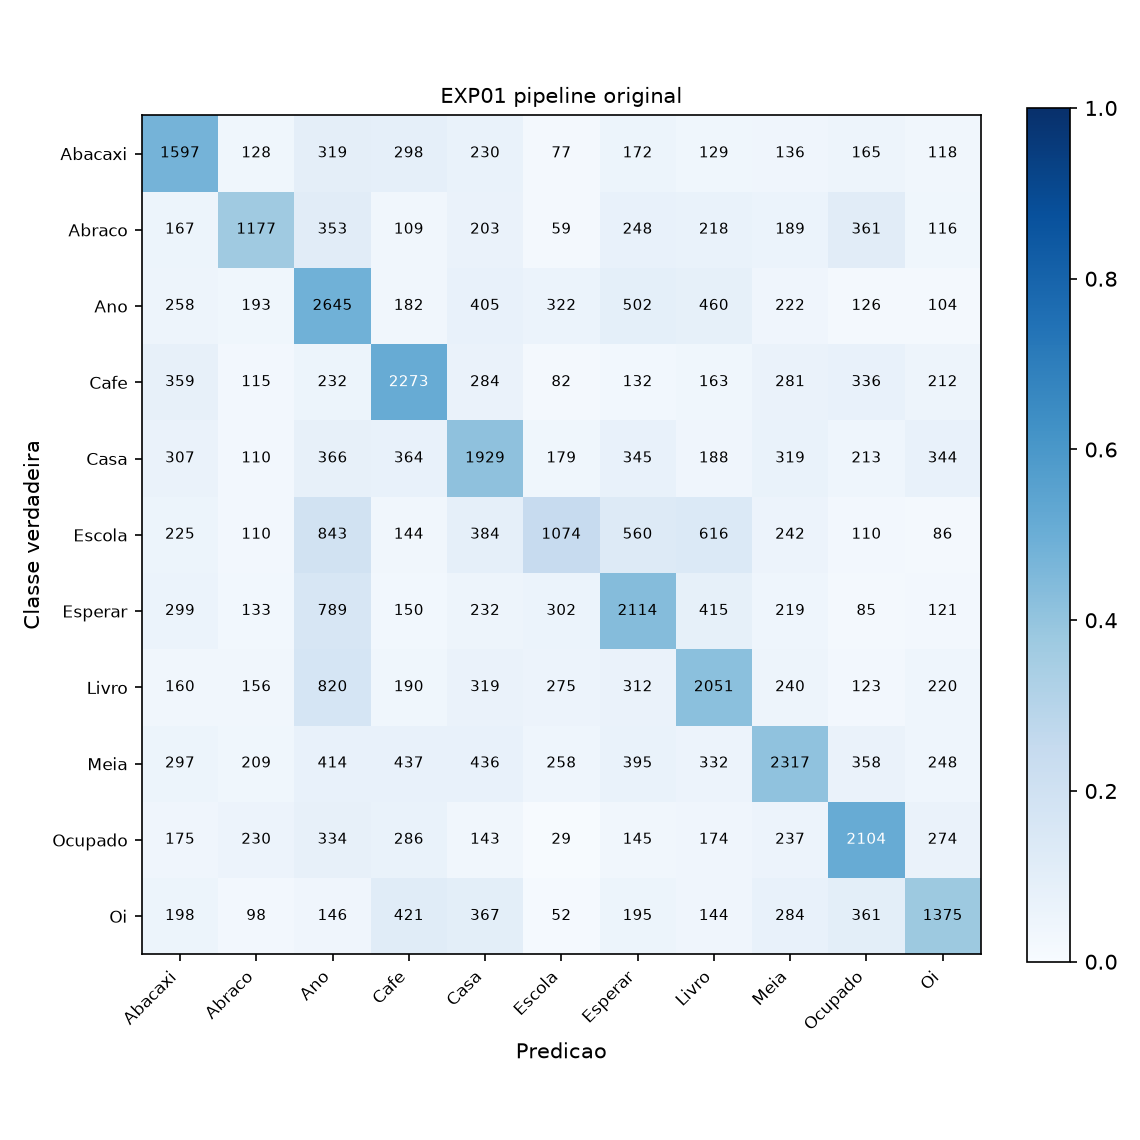 EXP01 pipeline original
Abacaxi 1597 128 319 298 230 77 172 129 136 165 118
Abraco 167 1177 353 109 203 59 248 218 189 361 116
Ano 258 193 2645 182 405 322 502 460 222 126 104
Cafe 359 115 232 2273 284 82 132 163 281 336 212
Casa 307 110 366 364 1929 179 345 188 319 213 344
Escola 225 110 843 144 384 1074 560 616 242 110 86
Esperar 299 133 789 150 232 302 2114 415 219 85 121
Livro 160 156 820 190 319 275 312 2051 240 123 220
Meia 297 209 414 437 436 258 395 332 2317 358 248
Ocupado 175 230 334 286 143 29 145 174 237 2104 274
Oi 198 98 146 421 367 52 195 144 284 361 1375
Abacaxi Abraco Ano Cafe Casa Escola Esperar Livro Meia Ocupado Oi
Predicao
Classe verdadeira
1.0
0.8
0.6
0.4
0.2
0.0